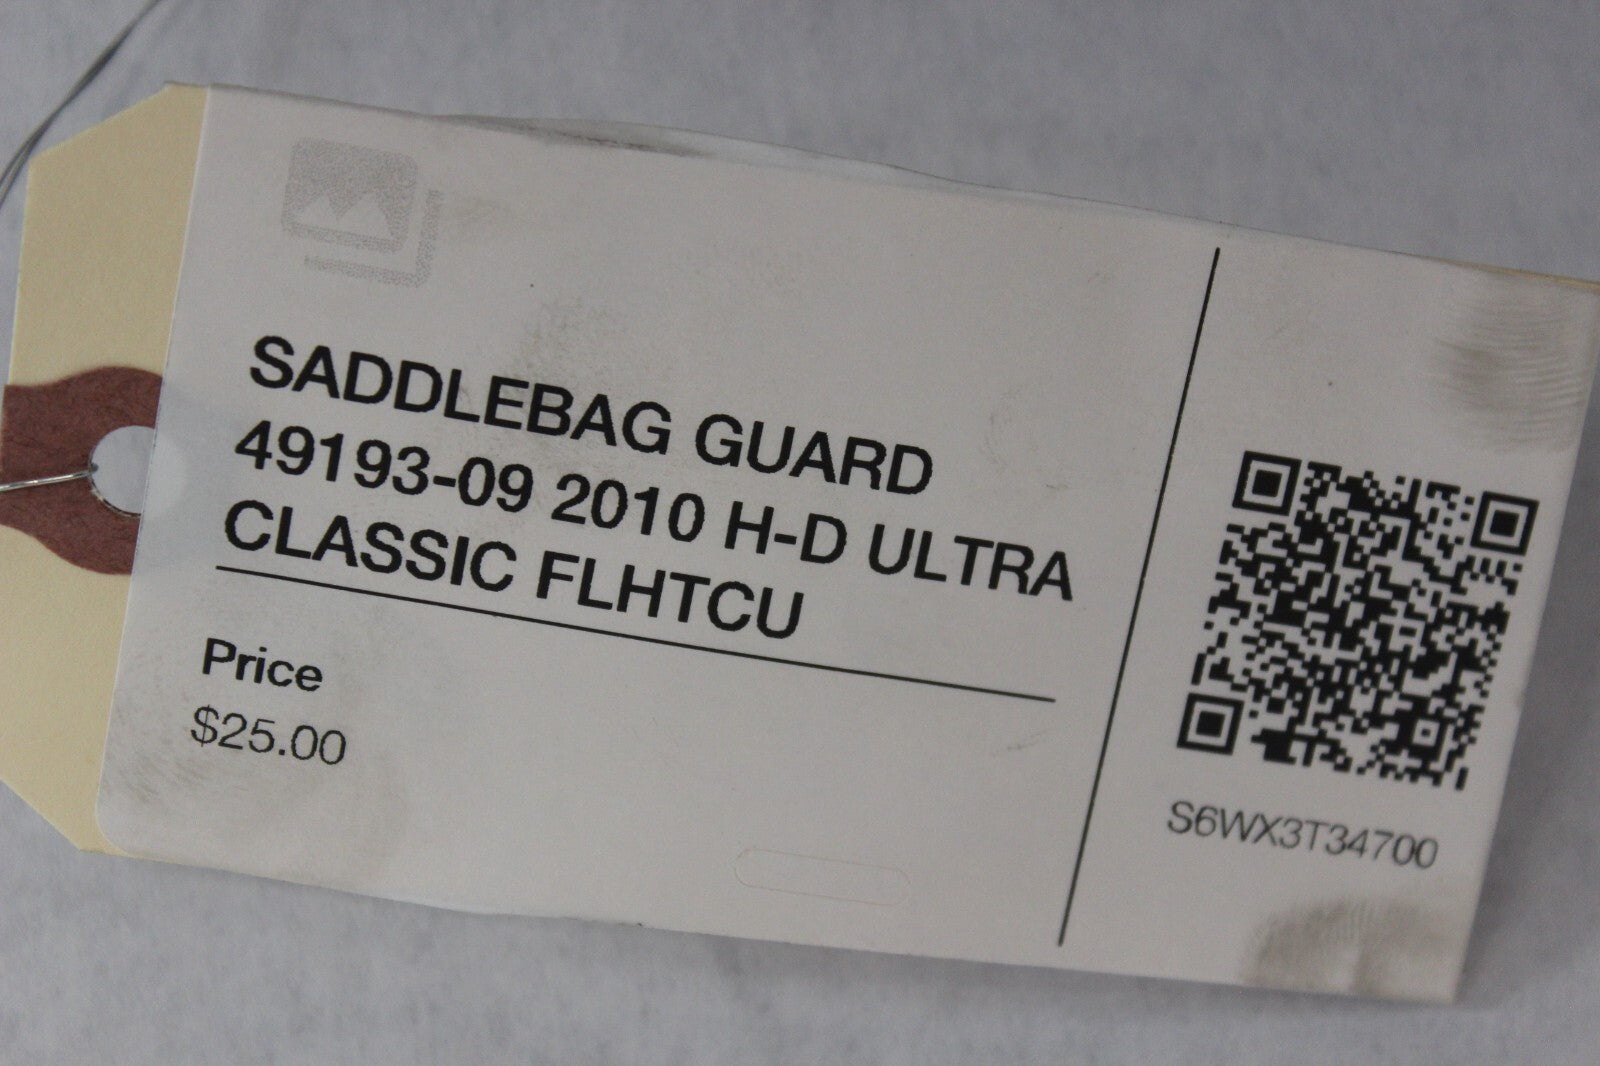 SADDLEBAG GUARD
49193-09 2010 H-D ULTRA
CLASSIC FLHTCU
Price
$25.00
S6WX3T34700